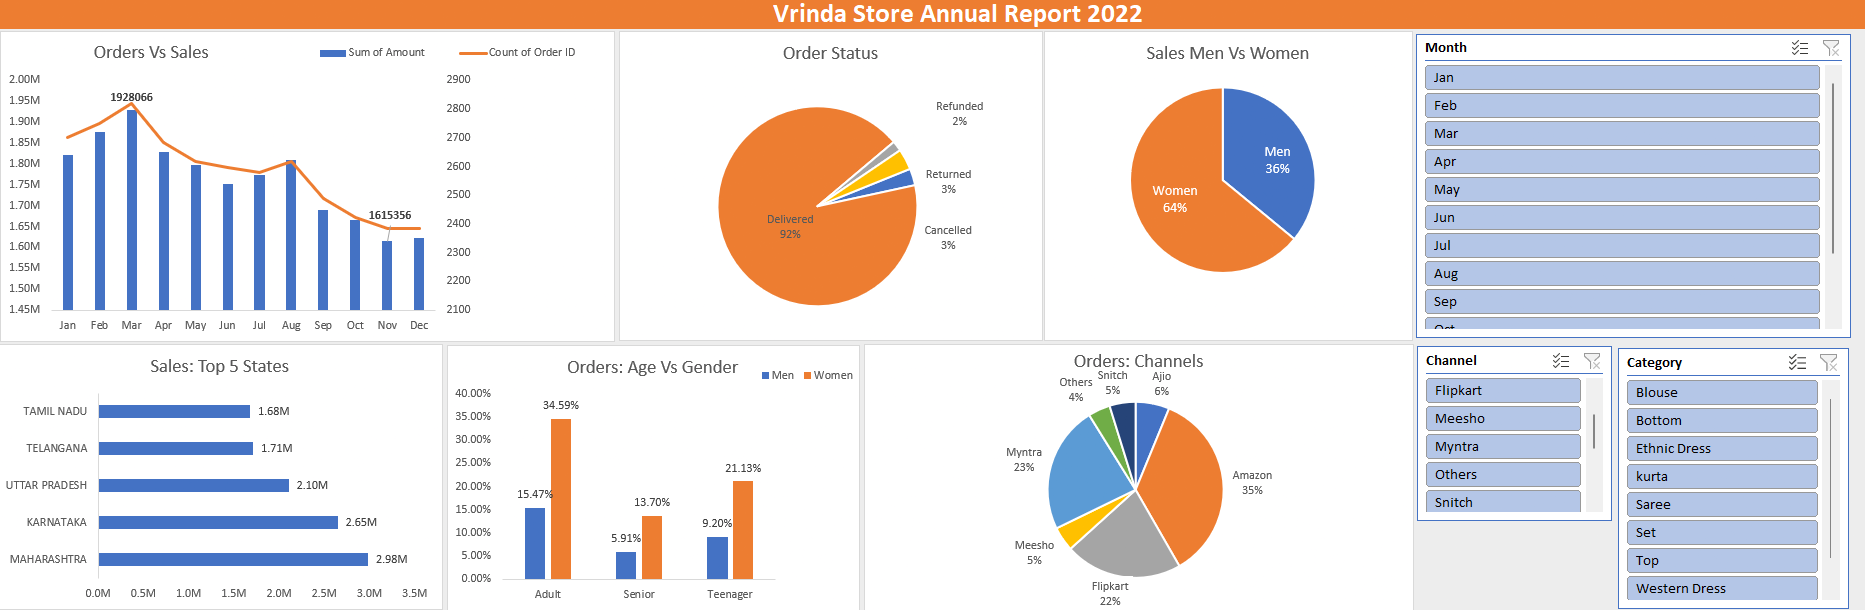 Vrinda Store Annual Report 2022
Orders Vs Sales
Sum of Amount
Count of Order ID
2.00M
1.95M
1.90M
1.85M
1.80M
1.75M
1.70M
1.65M
1.60M
1.55M
1.50M
1.45M
1928066
1615356
2900
2800
2700
2600
2500
2400
2300
2200
2100
Jan Feb Mar Apr May Jun Jul Aug Sep Oct Nov Dec
Order Status
Refunded
2%
Returned
3%
Cancelled
3%
Delivered
92%
Sales Men Vs Women
Men
36%
Women
64%
Month
Jan
Feb
Mar
Apr
May
Jun
Jul
Aug
Sep
Oct
Sales: Top 5 States
TAMIL NADU 1.68M
TELANGANA 1.71M
UTTAR PRADESH 2.10M
KARNATAKA 2.65M
MAHARASHTRA 2.98M
0.0M 0.5M 1.0M 1.5M 2.0M 2.5M 3.0M 3.5M
Orders: Age Vs Gender
Men
Women
40.00%
35.00%
30.00%
25.00%
20.00%
15.00%
10.00%
5.00%
0.00%
15.47%
34.59%
5.91%
13.70%
9.20%
21.13%
Adult Senior Teenager
Orders: Channels
Ajio
6%
Amazon
35%
Flipkart
22%
Meesho
5%
Myntra
23%
Others
4%
Snitch
5%
Channel
Flipkart
Meesho
Myntra
Others
Snitch
Category
Blouse
Bottom
Ethnic Dress
kurta
Saree
Set
Top
Western Dress